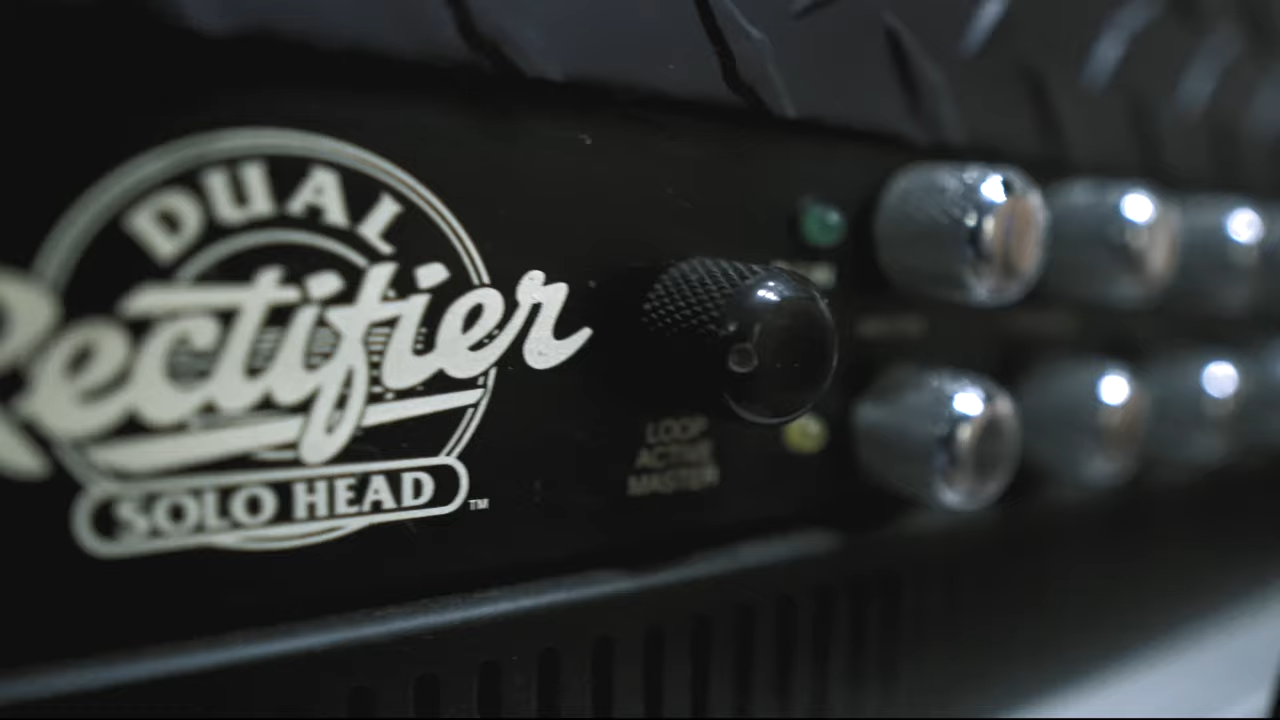 DUAL
Rectifier
SOLO HEAD
TM
LOOP
ACTIVE
MASTER